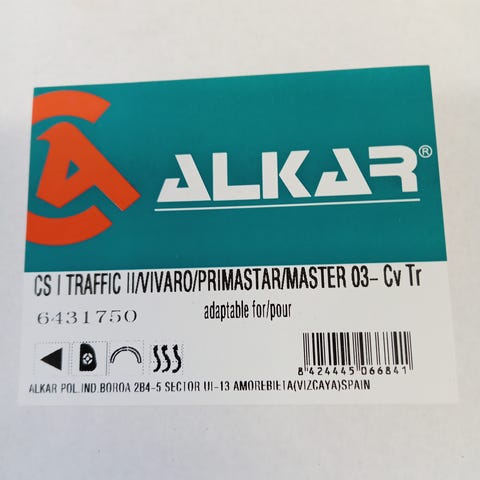 ALKAR®
CS I TRAFFIC II/VIVARO/PRIMASTAR/MASTER 03- Cv Tr
6431750
adaptable for/pour
8 424445 066841
ALKAR POL.IND.BOROA 2B4-5 SECTOR UI-13 AMOREBIETA(VIZCAYA)SPAIN